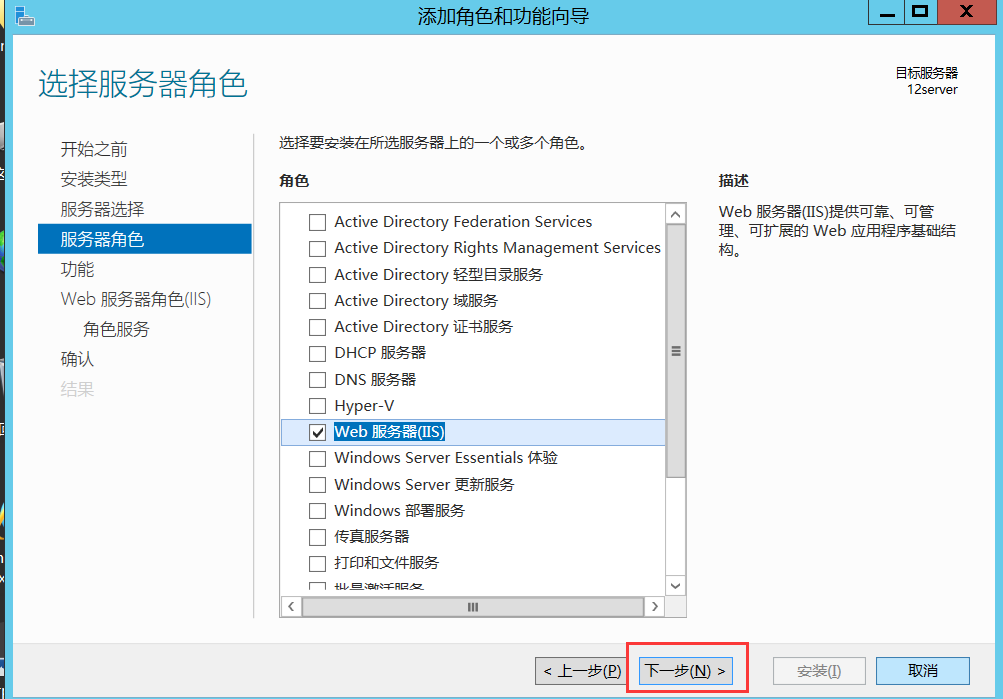 添加角色和功能向导
选择服务器角色
目标服务器
12server
开始之前
安装类型
服务器选择
服务器角色
功能
Web 服务器角色(IIS)
角色服务
确认
结果
选择要安装在所选服务器上的一个或多个角色。
角色
Active Directory Federation Services
Active Directory Rights Management Services
Active Directory 轻型目录服务
Active Directory 域服务
Active Directory 证书服务
DHCP 服务器
DNS 服务器
Hyper-V
Web 服务器(IIS)
Windows Server Essentials 体验
Windows Server 更新服务
Windows 部署服务
传真服务器
打印和文件服务
批量激活服务
描述
Web 服务器(IIS)提供可靠、可管
理、可扩展的 Web 应用程序基础结
构。
< 上一步(P)
下一步(N) >
安装(I)
取消